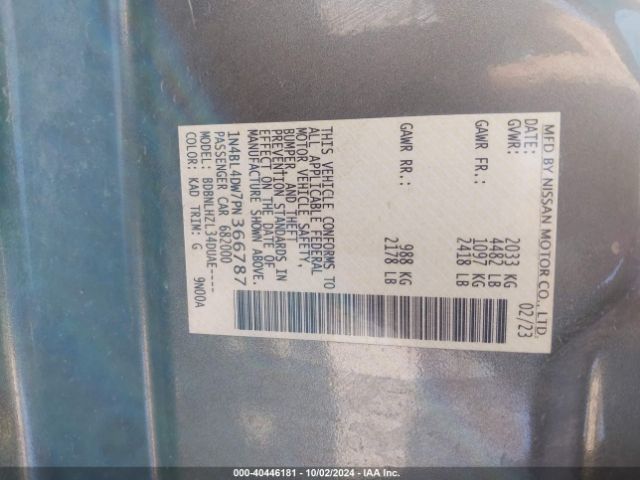 MFD BY NISSAN MOTOR CO., LTD.
DATE: 02/23
GVWR: 2033 KG
4482 LB
GAWR FR.: 1097 KG
2418 LB
GAWR RR.: 988 KG
2178 LB
THIS VEHICLE CONFORMS TO
ALL APPLICABLE FEDERAL
MOTOR VEHICLE SAFETY,
BUMPER, AND THEFT
PREVENTION STANDARDS IN
EFFECT ON THE DATE OF
MANUFACTURE SHOWN ABOVE.
1N4BL4DW7PN366787
PASSENGER CAR 682000
MODEL: BDBNLHZL34DUAE----
COLOR: KAD TRIM: G 9N00A
000-40446181 | 10/02/2024 - IAA Inc.